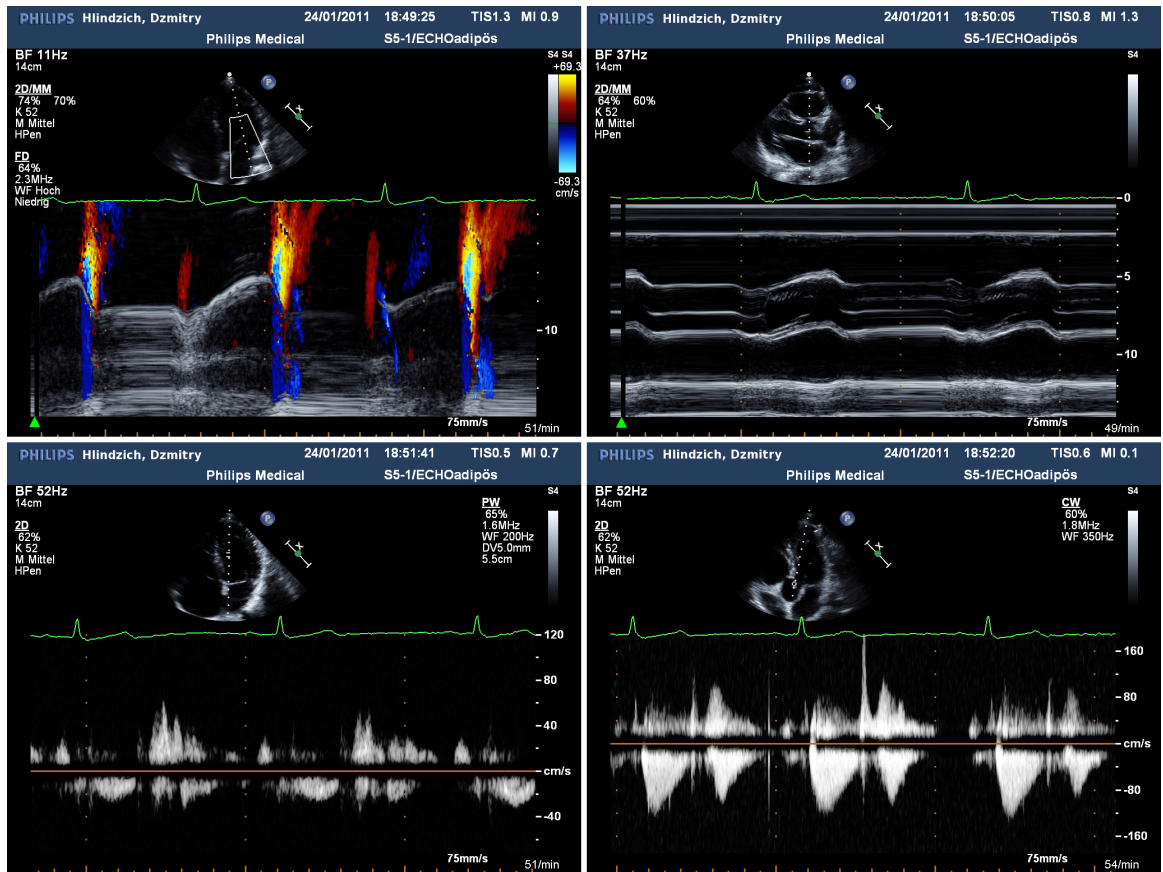 PHILIPS Hlindzich, Dzmitry 24/01/2011 18:49:25 TIS1.3 MI 0.9
Philips Medical S5-1/ECHOadipös
BF 11Hz
14cm
2D/MM
74% 70%
K 52
M Mittel
HPen
FD
64%
2.3MHz
WF Hoch
Niedrig
P
X
S4 S4
+69.3
-69.3
cm/s
10
75mm/s
51/min
PHILIPS Hlindzich, Dzmitry 24/01/2011 18:50:05 TIS0.8 MI 1.3
Philips Medical S5-1/ECHOadipös
BF 37Hz
14cm
2D/MM
64% 60%
K 52
M Mittel
HPen
P
X
S4
0
5
10
75mm/s
49/min
PHILIPS Hlindzich, Dzmitry 24/01/2011 18:51:41 TIS0.5 MI 0.7
Philips Medical S5-1/ECHOadipös
BF 52Hz
14cm
2D
62%
K 52
M Mittel
HPen
P
X
S4
PW
65%
1.6MHz
WF 200Hz
DV5.0mm
5.5cm
120
80
40
cm/s
-40
75mm/s
51/min
PHILIPS Hlindzich, Dzmitry 24/01/2011 18:52:20 TIS0.6 MI 0.1
Philips Medical S5-1/ECHOadipös
BF 52Hz
14cm
2D
62%
K 52
M Mittel
HPen
P
X
S4
CW
60%
1.8MHz
WF 350Hz
160
80
cm/s
-80
-160
75mm/s
54/min